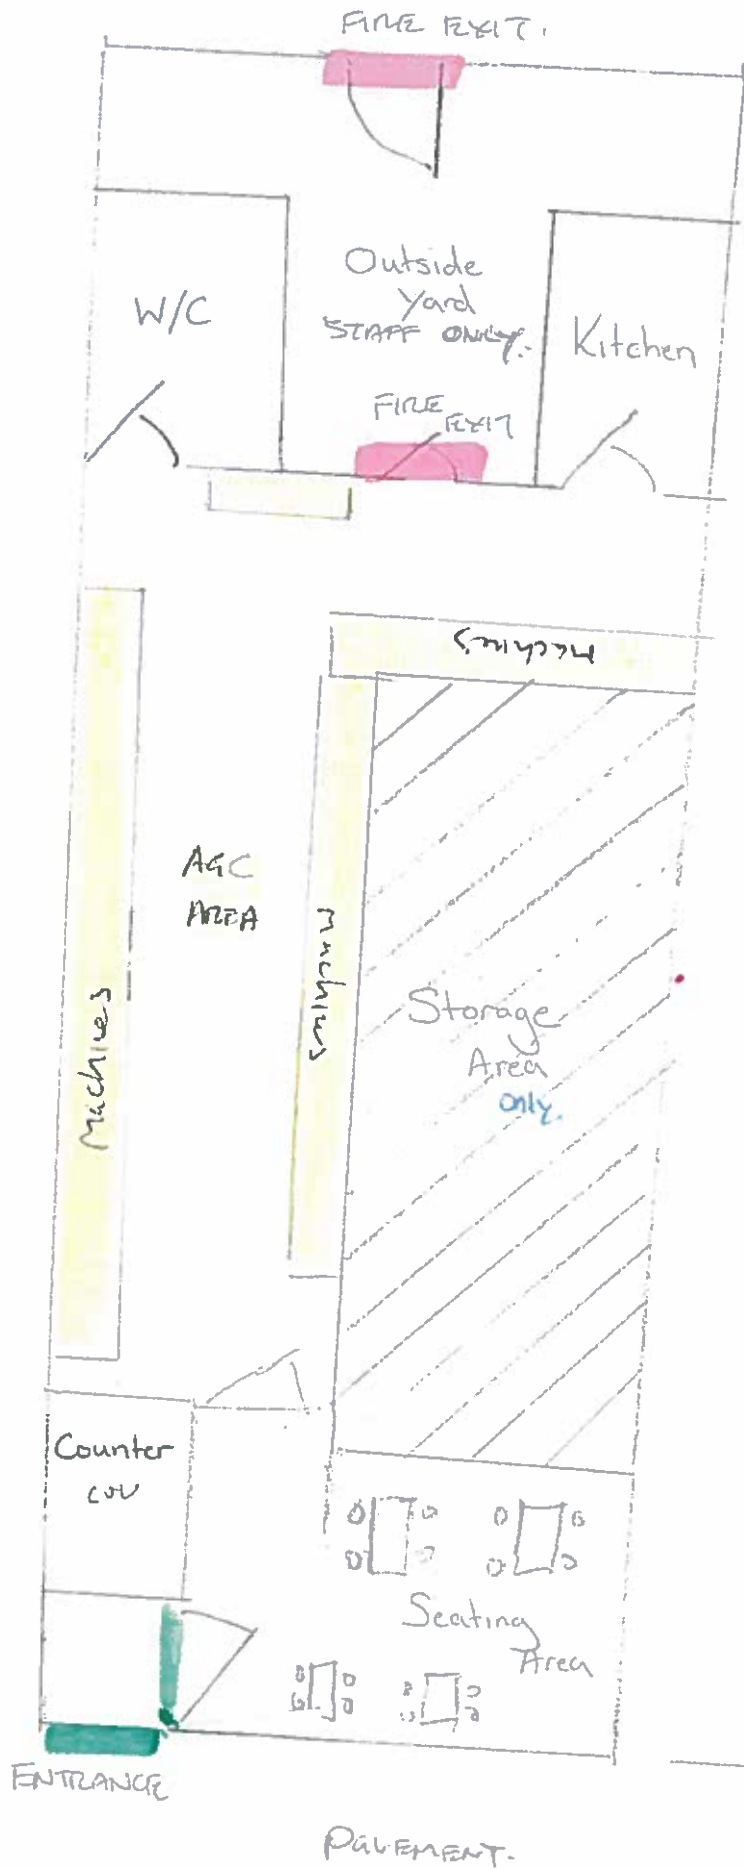 FIRE EXIT.
W/C
Outside
Yard
STAFF ONLY.
Kitchen
FIRE
EXIT
Machines
AGC
AREA
Machines
Machines
Storage
Area
only.
Counter
Seating
Area
ENTRANCE
PAVEMENT.